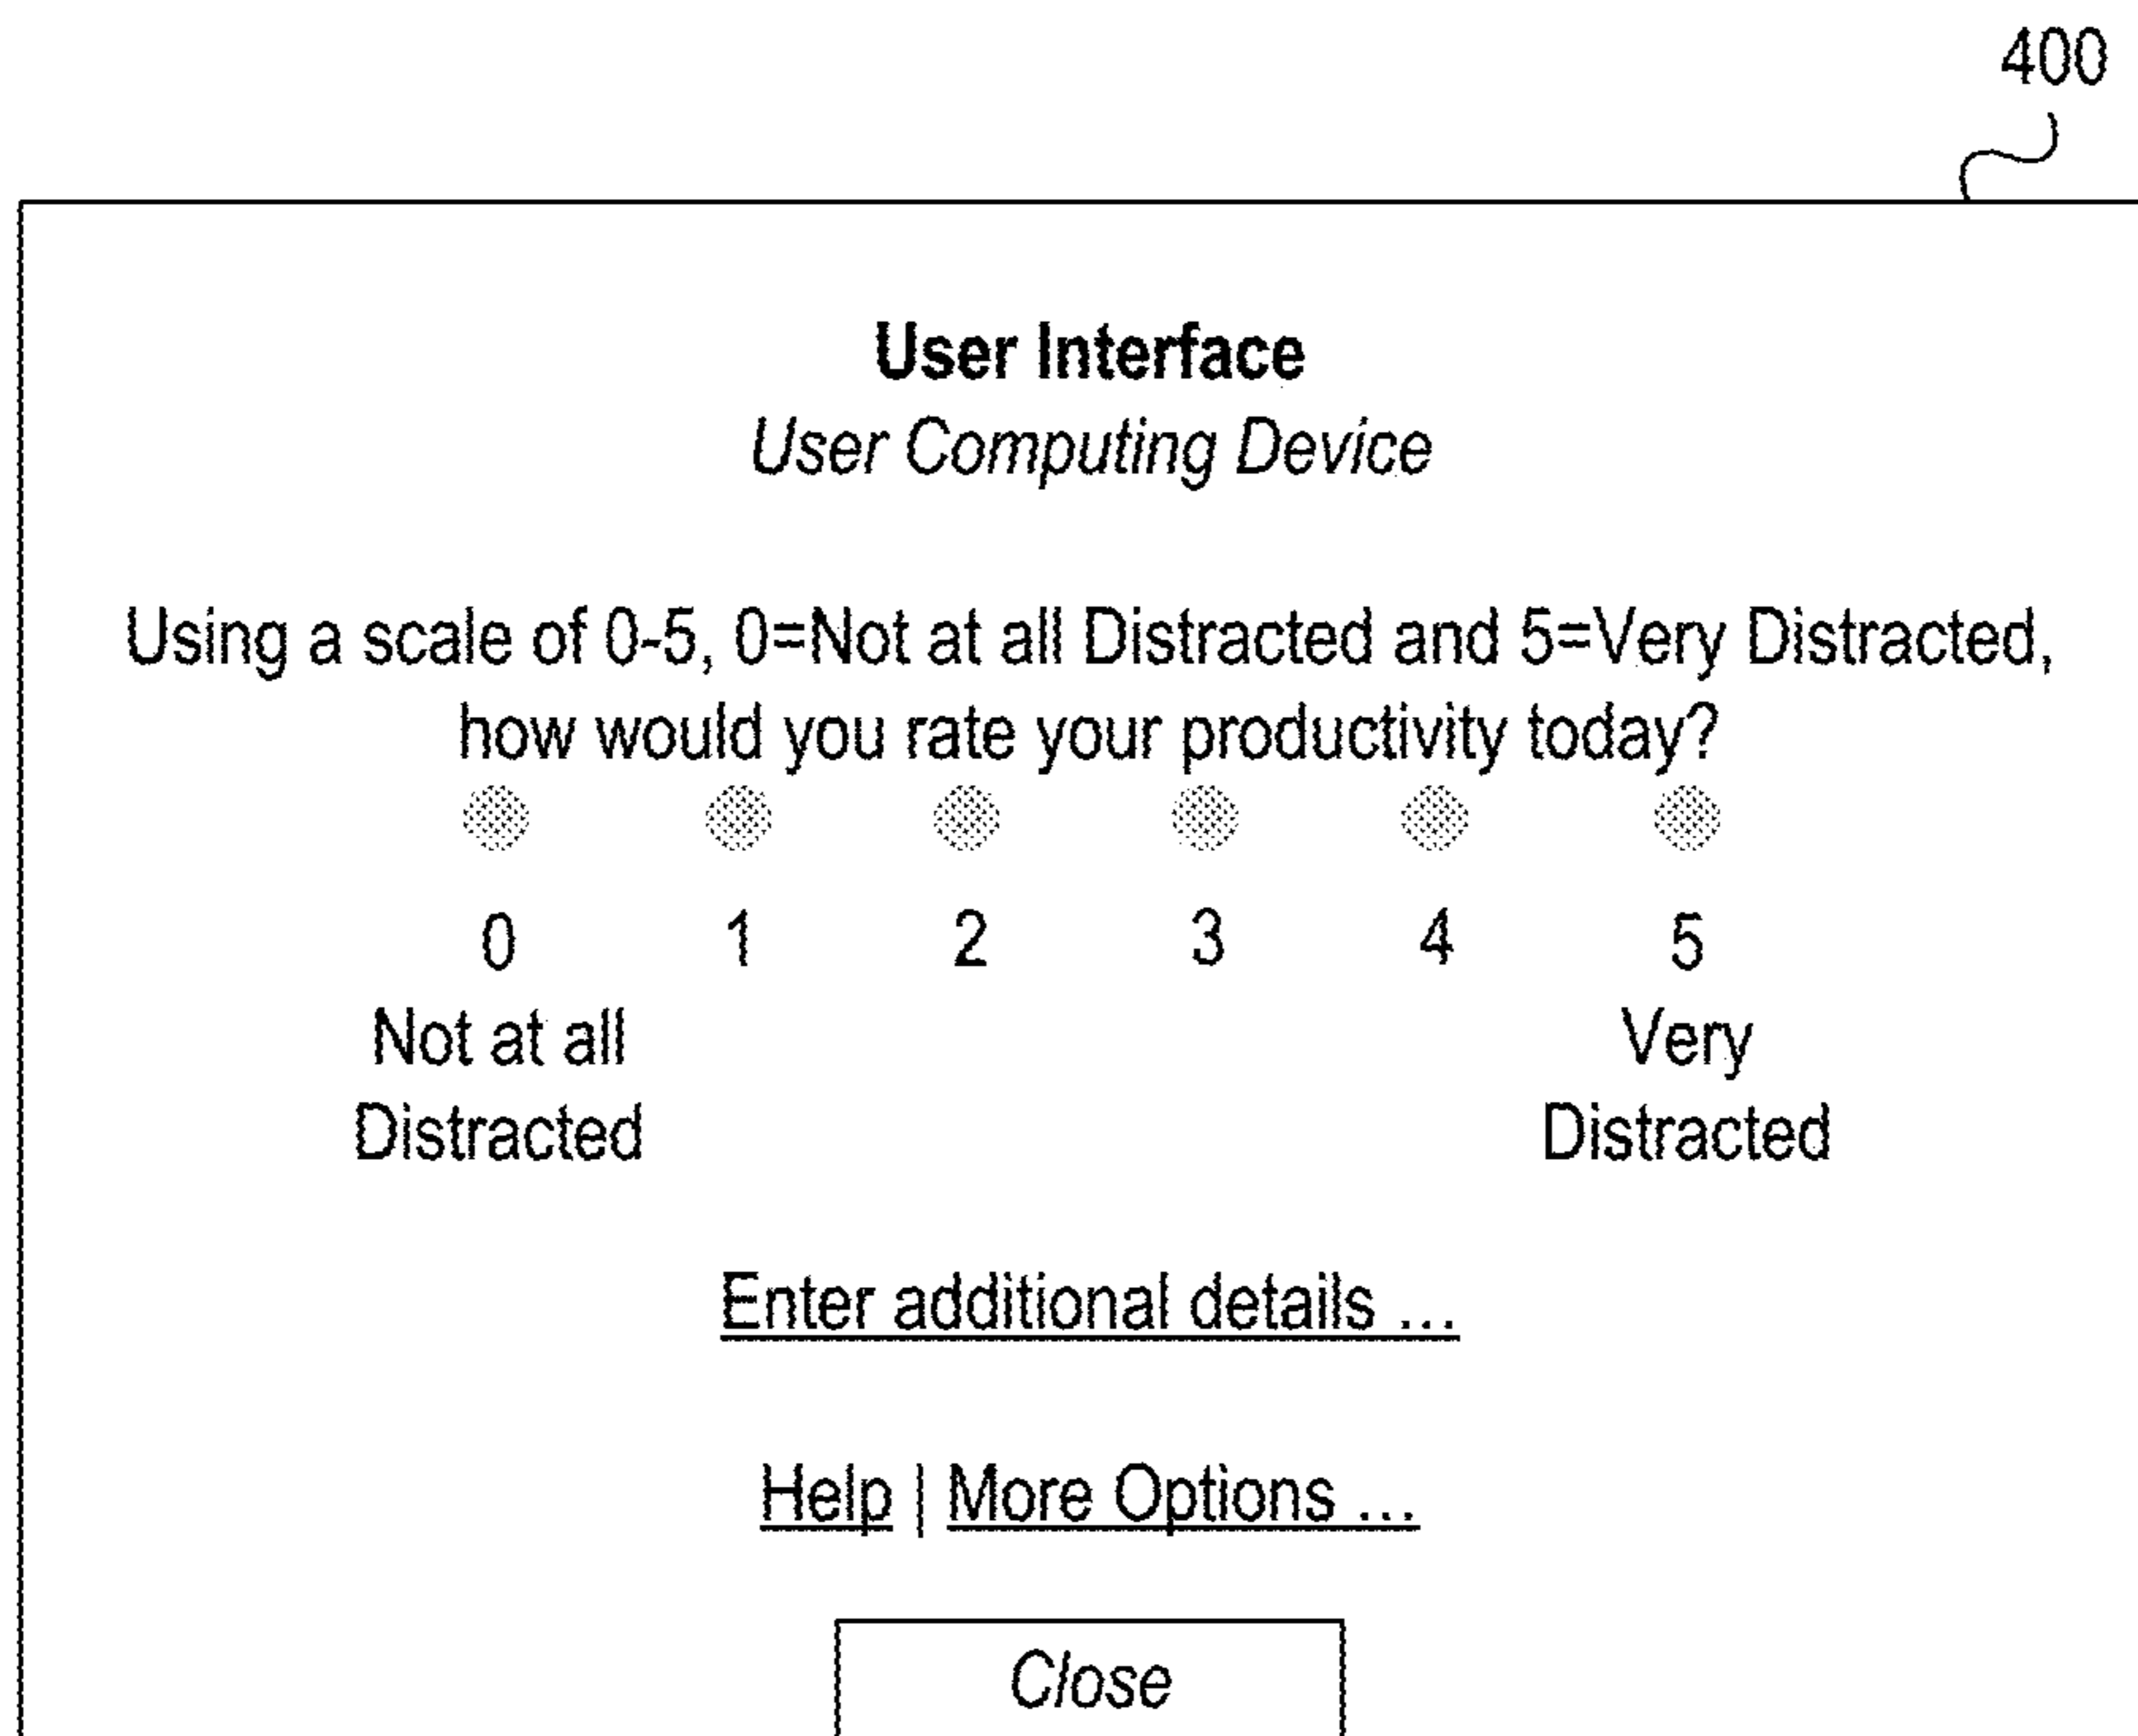 400
User Interface
User Computing Device
Using a scale of 0-5, 0=Not at all Distracted and 5=Very Distracted,
how would you rate your productivity today?
0 1 2 3 4 5
Not at all Very
Distracted Distracted
Enter additional details ...
Help | More Options ...
Close